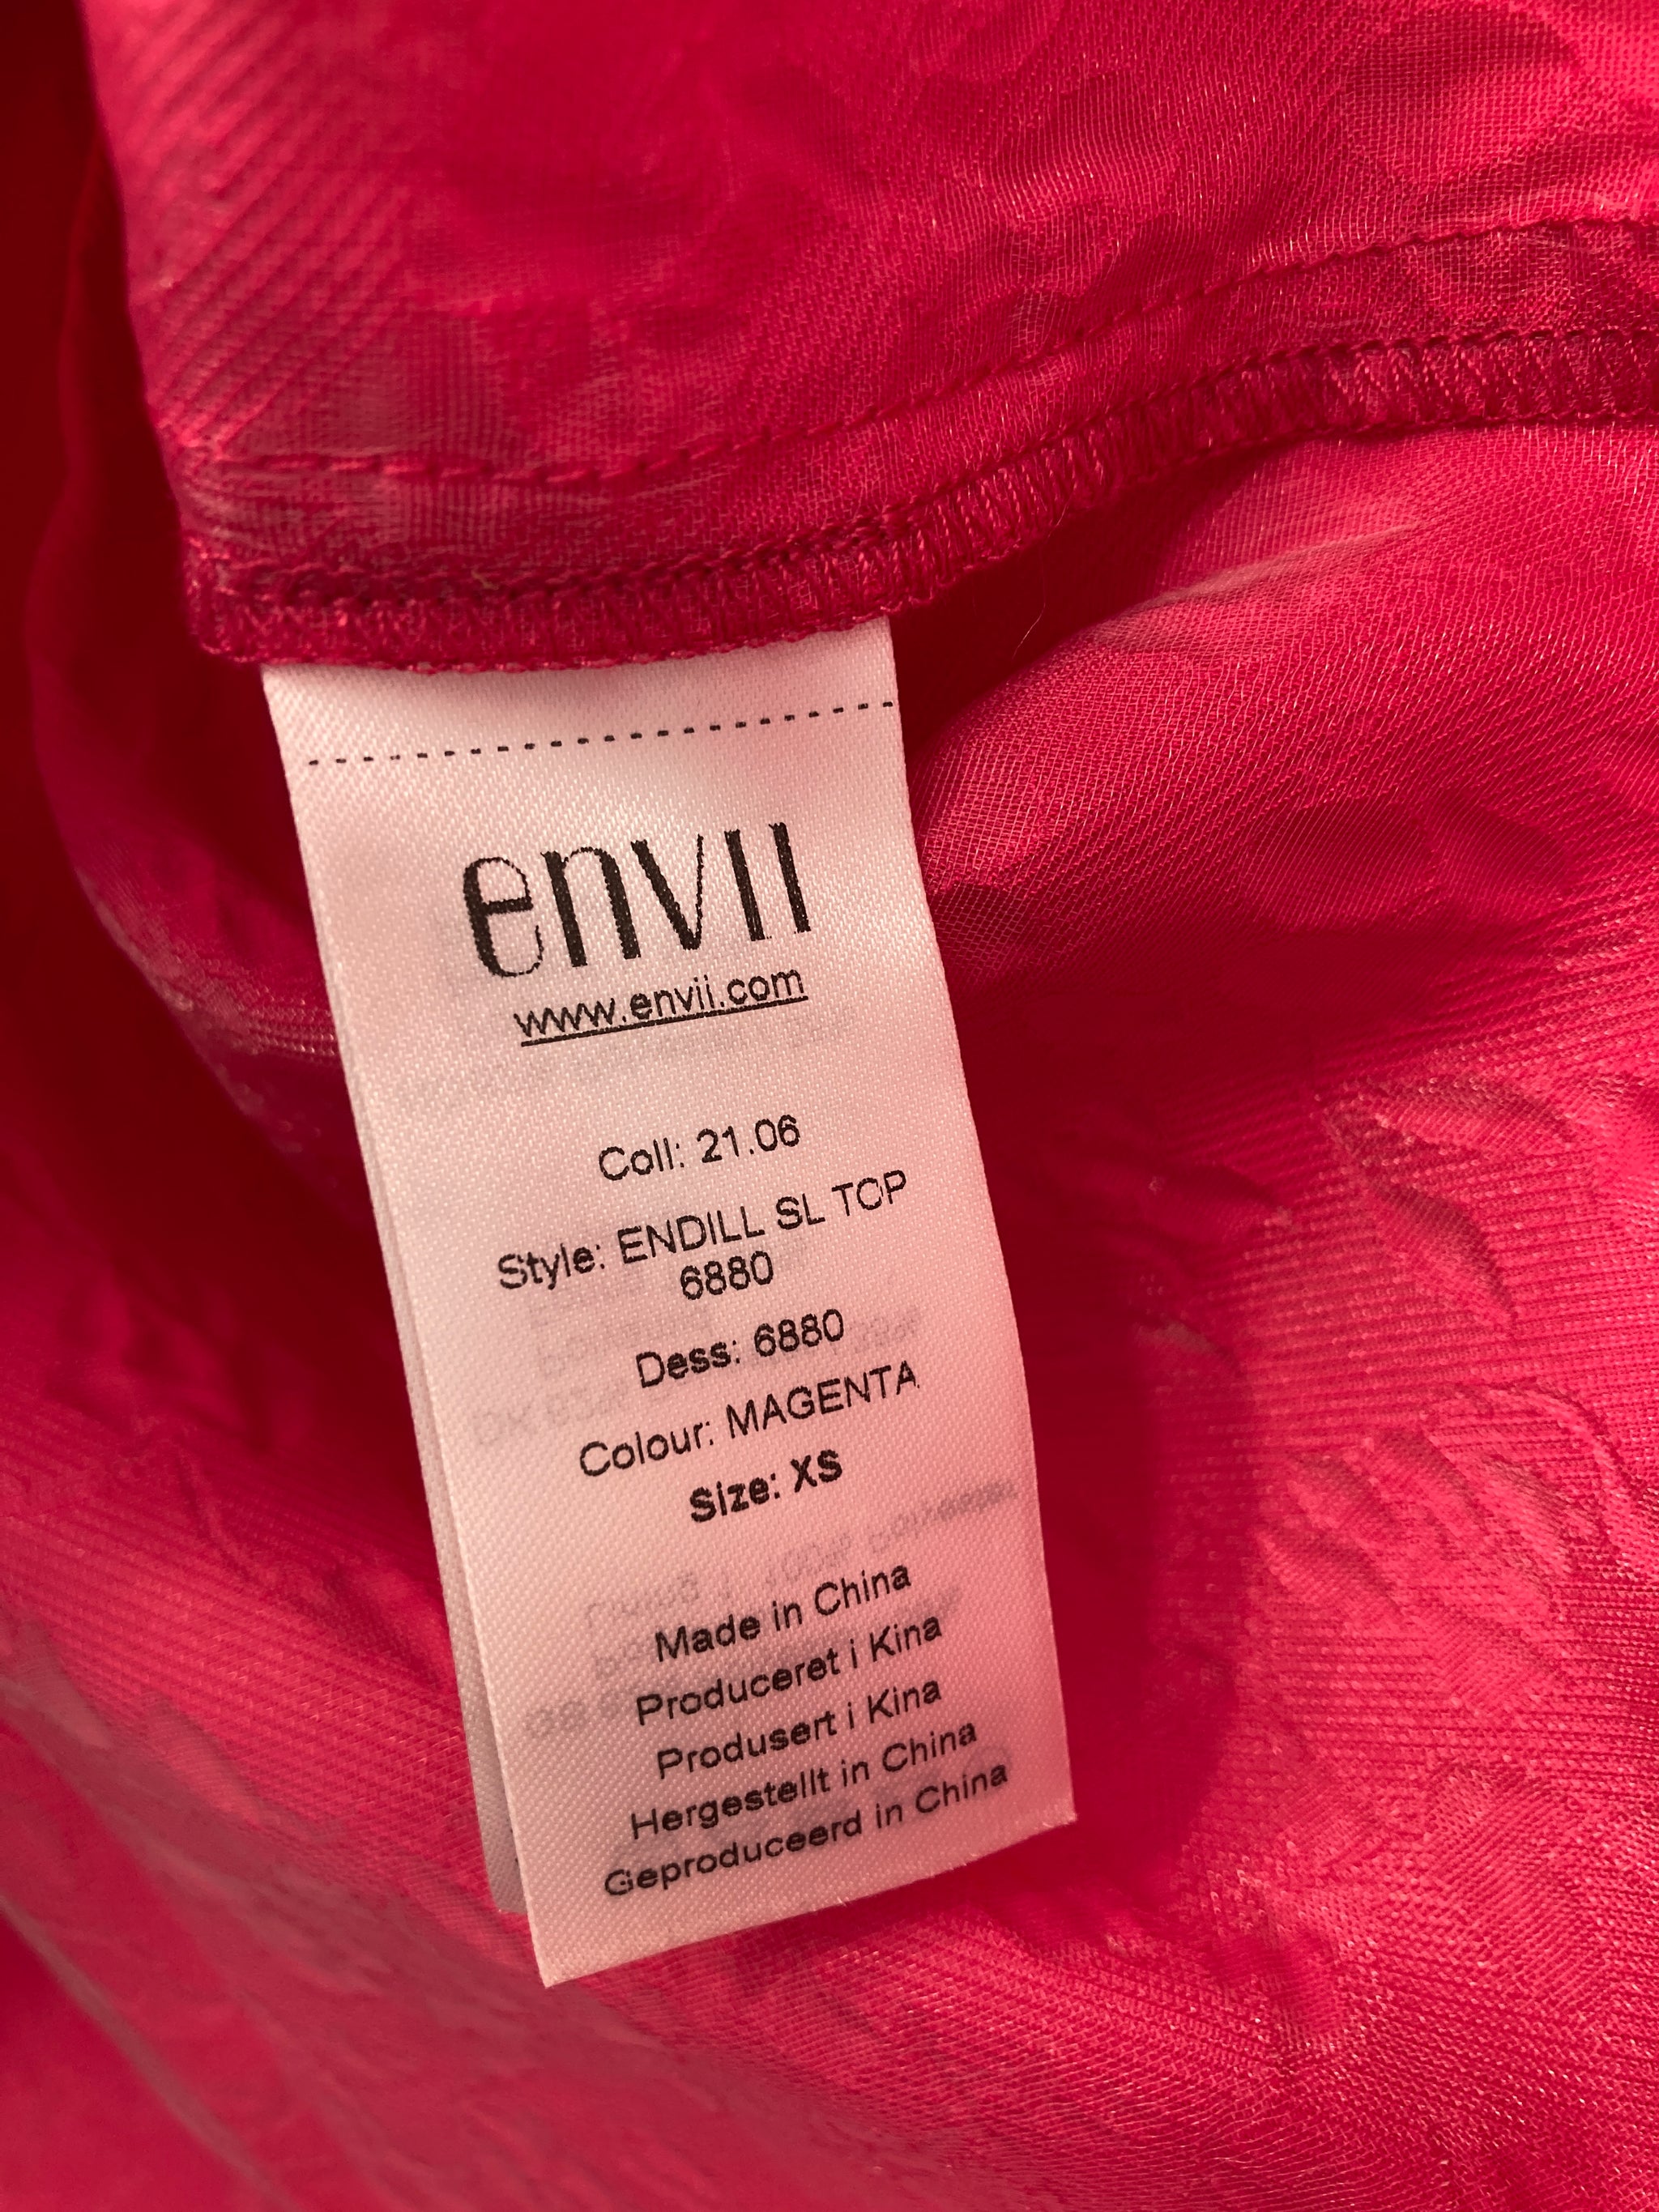 envii
www.envii.com
Coll: 21.06
Style: ENDILL SL TOP
6880
Dess: 6880
Colour: MAGENTA
Size: XS
Made in China
Produceret i Kina
Produsert i Kina
Hergestellt in China
Geproduceerd in China